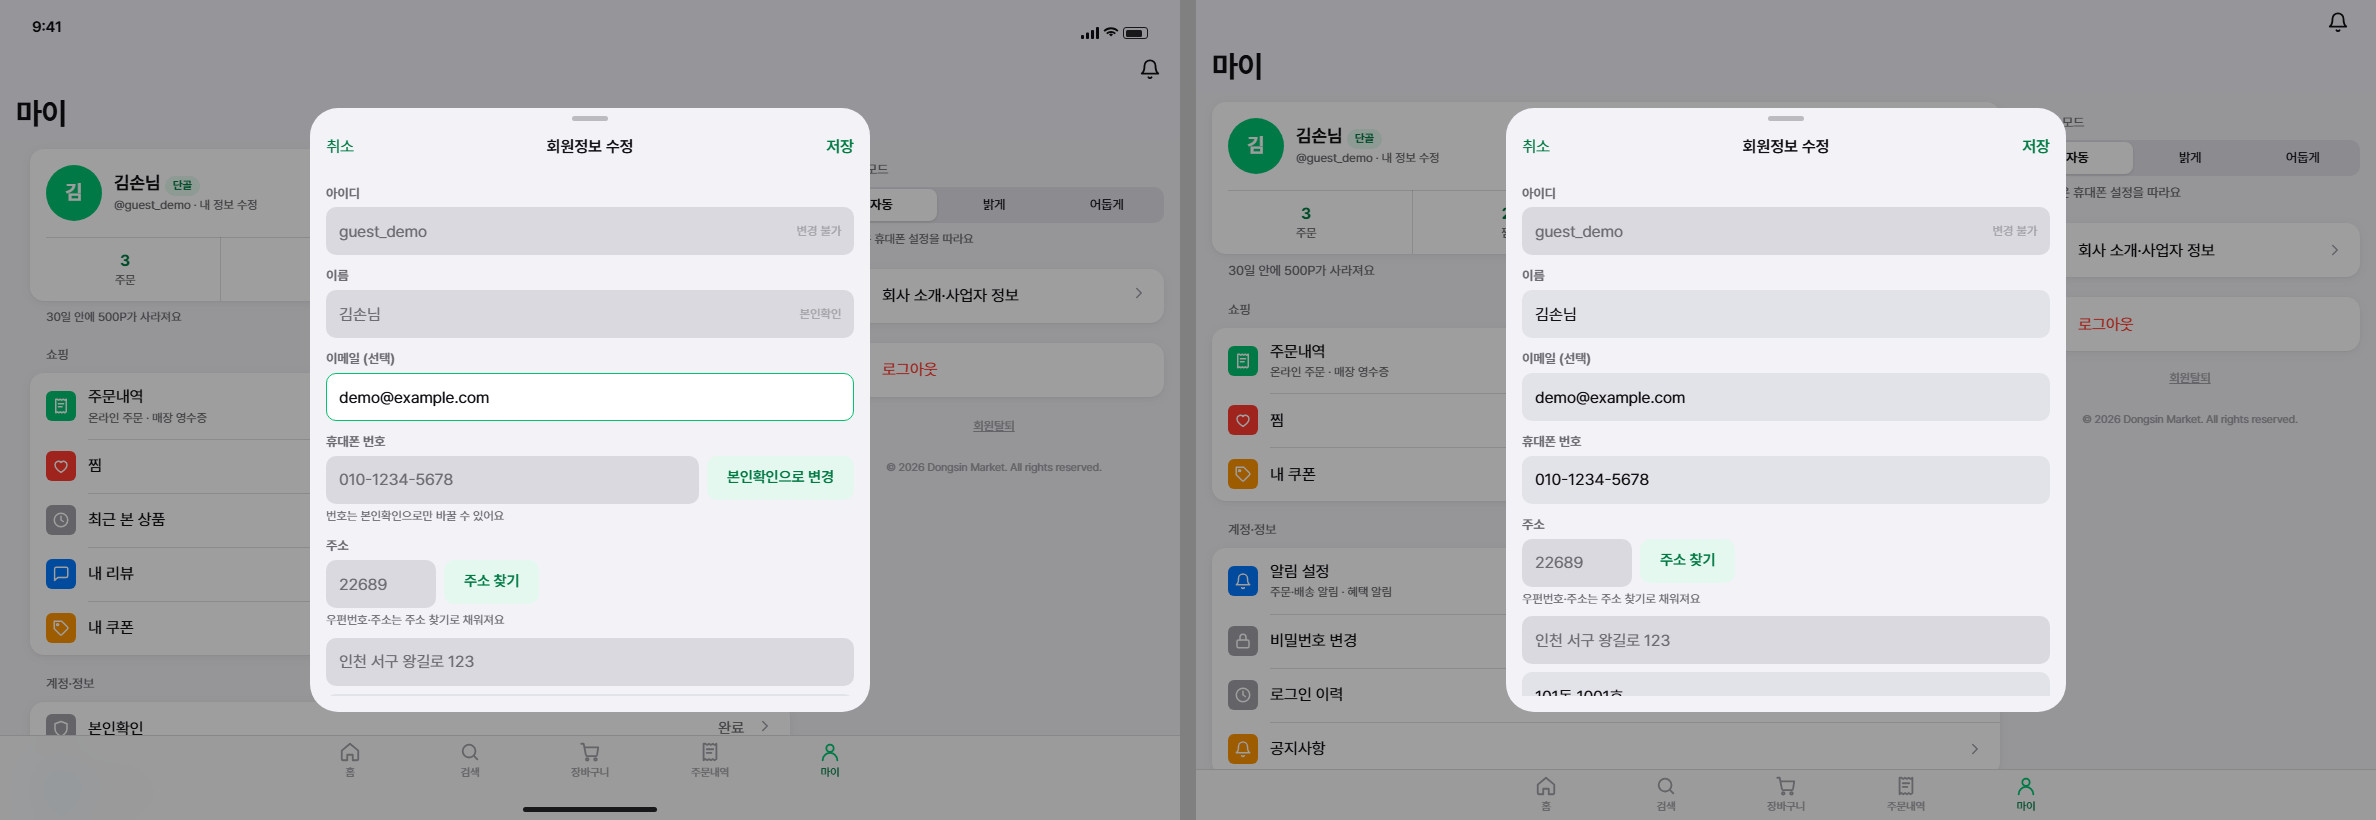 9:41
마이
김
김손님 단골
@guest_demo · 내 정보 수정
3
주문
30일 안에 500P가 사라져요
쇼핑
주문내역
온라인 주문 · 매장 영수증
찜
최근 본 상품
내 리뷰
내 쿠폰
계정·정보
본인확인
완료
취소
회원정보 수정
저장
아이디
guest_demo
변경 불가
이름
김손님
본인확인
이메일 (선택)
demo@example.com
휴대폰 번호
010-1234-5678
본인확인으로 변경
번호는 본인확인으로만 바꿀 수 있어요
주소
22689
주소 찾기
우편번호·주소는 주소 찾기로 채워져요
인천 서구 왕길로 123
모드
자동
밝게
어둡게
휴대폰 설정을 따라요
회사 소개·사업자 정보
로그아웃
회원탈퇴
© 2026 Dongsin Market. All rights reserved.
홈
검색
장바구니
주문내역
마이
마이
김
김손님 단골
@guest_demo · 내 정보 수정
3
주문
30일 안에 500P가 사라져요
쇼핑
주문내역
온라인 주문 · 매장 영수증
찜
내 쿠폰
계정·정보
알림 설정
주문·배송 알림 · 혜택 알림
비밀번호 변경
로그인 이력
공지사항
취소
회원정보 수정
저장
아이디
guest_demo
변경 불가
이름
김손님
이메일 (선택)
demo@example.com
휴대폰 번호
010-1234-5678
주소
22689
주소 찾기
우편번호·주소는 주소 찾기로 채워져요
인천 서구 왕길로 123
101동 1001호
모드
자동
밝게
어둡게
휴대폰 설정을 따라요
회사 소개·사업자 정보
로그아웃
회원탈퇴
© 2026 Dongsin Market. All rights reserved.
홈
검색
장바구니
주문내역
마이